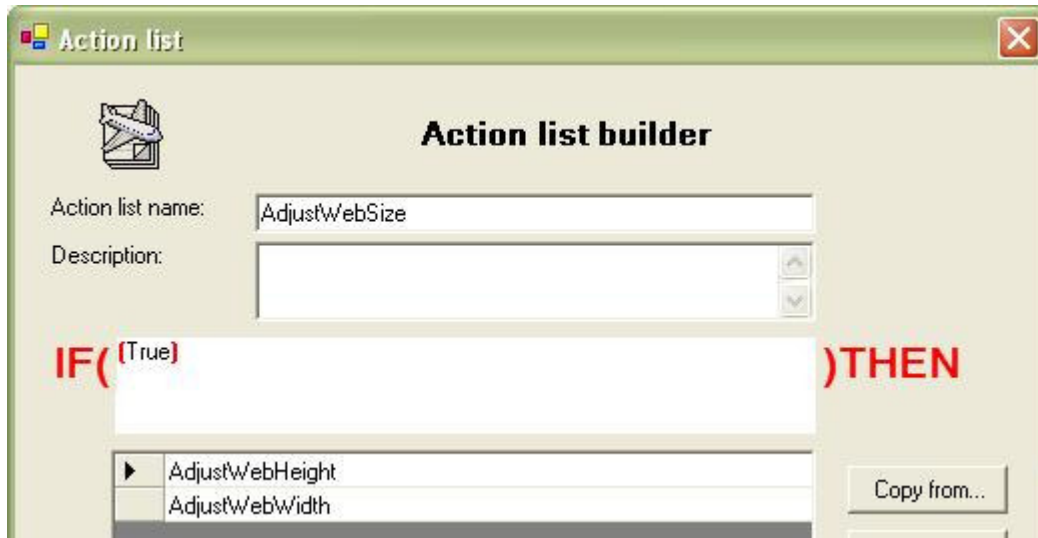 Action list
Action list builder
Action list name: AdjustWebSize
Description:
IF( (True) )THEN
AdjustWebHeight
AdjustWebWidth
Copy from...